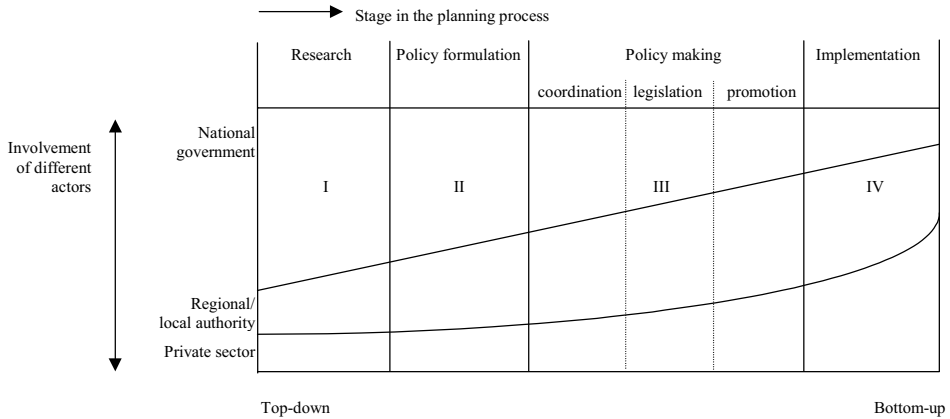 Stage in the planning process
Research
Policy formulation
Policy making
Implementation
coordination
legislation
promotion
Involvement
of different
actors
National
government
I
II
III
IV
Regional/
local authority
Private sector
Top-down
Bottom-up